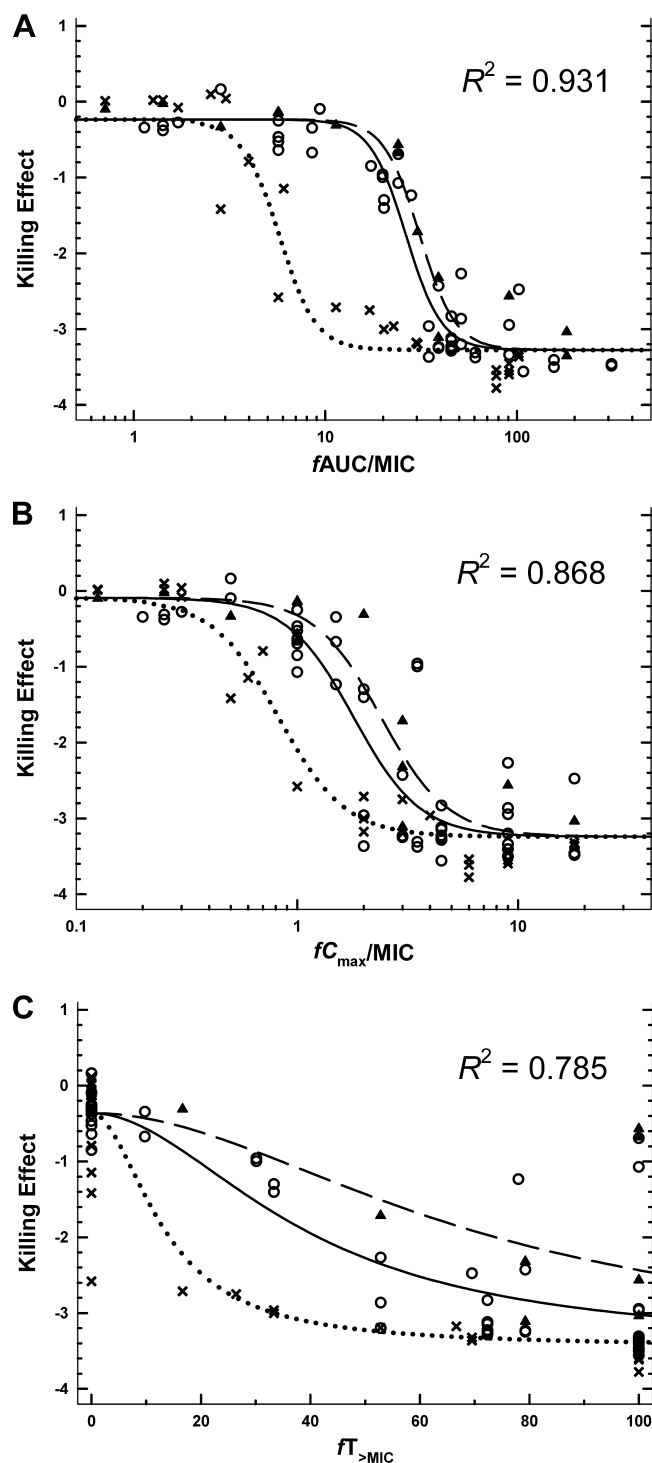 A
R² = 0.931
1
0
-1
-2
-3
-4
Killing Effect
1 10 100
fAUC/MIC
B
R² = 0.868
1
0
-1
-2
-3
-4
Killing Effect
0.1 1 10
fCmax/MIC
C
R² = 0.785
1
0
-1
-2
-3
-4
Killing Effect
0 20 40 60 80 100
fT>MIC